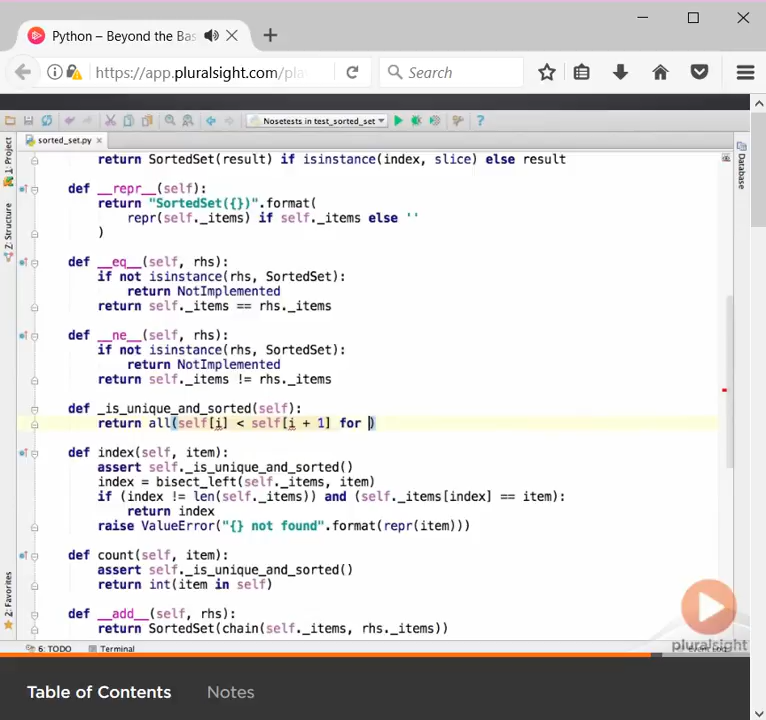 Python – Beyond the Bas
https://app.pluralsight.com/pla
Search
Nosetests in test_sorted_set
sorted_set.py
1: Project
Z: Structure
2: Favorites
Database
return SortedSet(result) if isinstance(index, slice) else result
def __repr__(self):
return "SortedSet({})".format(
repr(self._items) if self._items else ''
)
def __eq__(self, rhs):
if not isinstance(rhs, SortedSet):
return NotImplemented
return self._items == rhs._items
def __ne__(self, rhs):
if not isinstance(rhs, SortedSet):
return NotImplemented
return self._items != rhs._items
def _is_unique_and_sorted(self):
return all(self[i] < self[i + 1] for )
def index(self, item):
assert self._is_unique_and_sorted()
index = bisect_left(self._items, item)
if (index != len(self._items)) and (self._items[index] == item):
return index
raise ValueError("{} not found".format(repr(item)))
def count(self, item):
assert self._is_unique_and_sorted()
return int(item in self)
def __add__(self, rhs):
return SortedSet(chain(self._items, rhs._items))
6: TODO
Terminal
pluralsight
Table of Contents
Notes